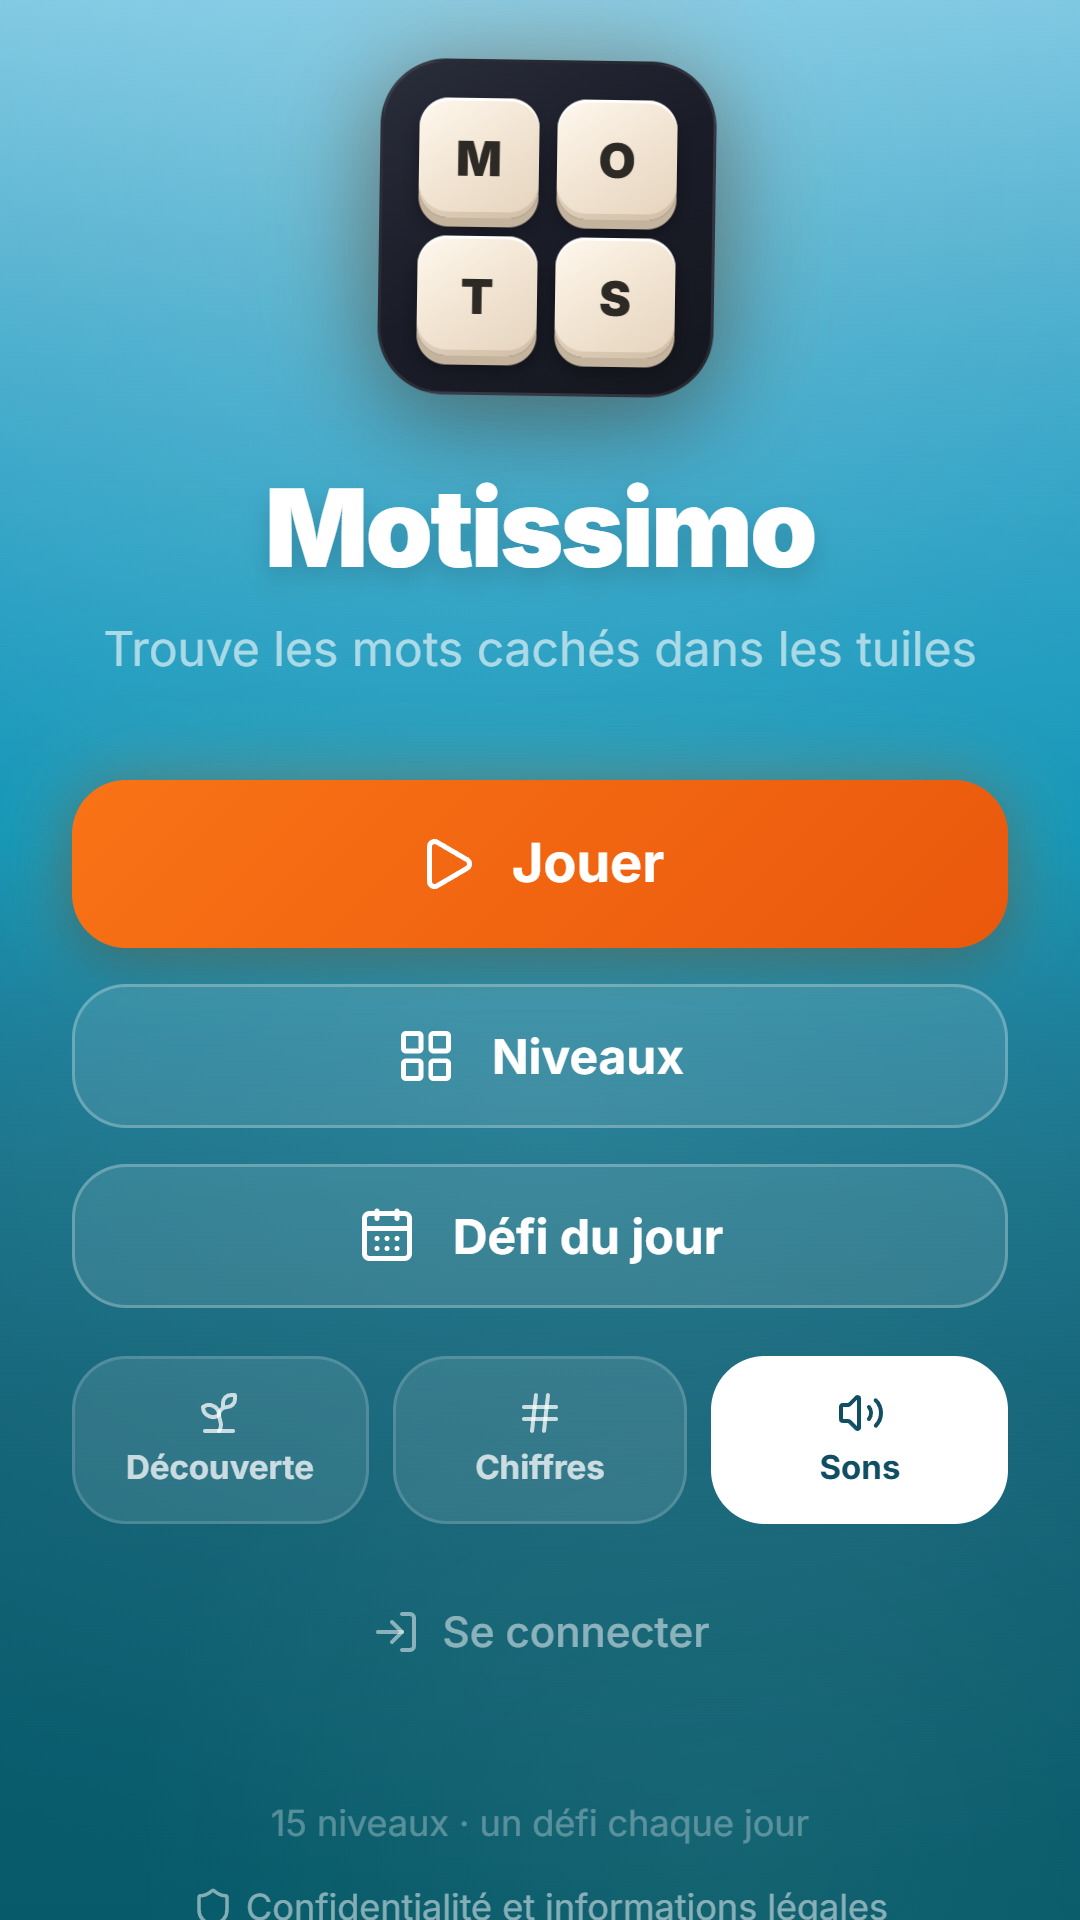 M O
T S
Motissimo
Trouve les mots cachés dans les tuiles
Jouer
Niveaux
Défi du jour
Découverte
Chiffres
Sons
Se connecter
15 niveaux · un défi chaque jour
Confidentialité et informations légales